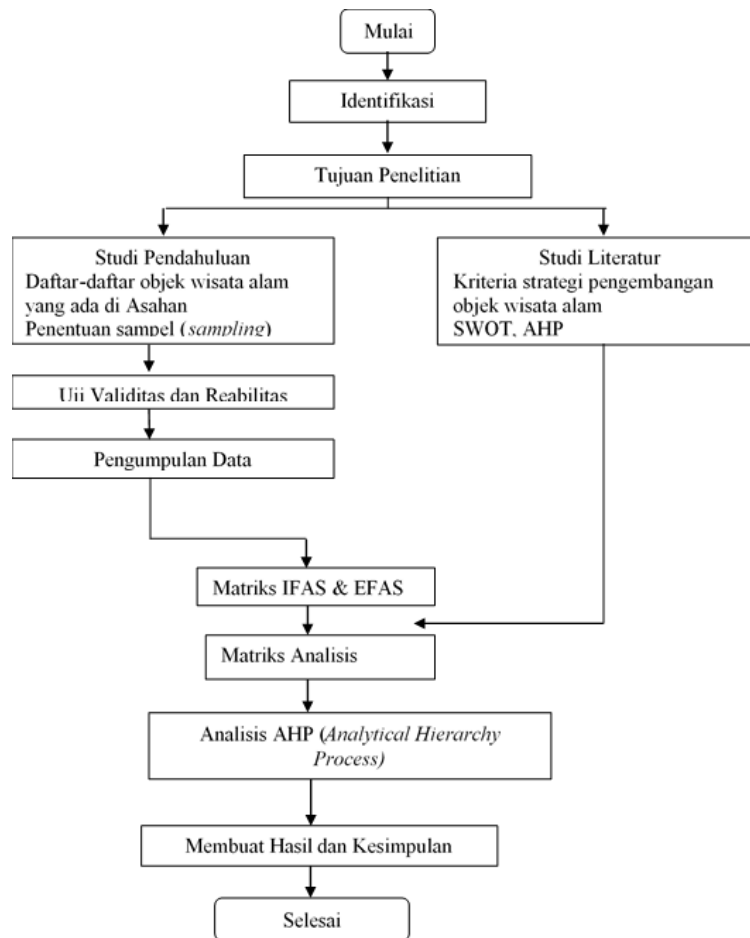 Mulai
Identifikasi
Tujuan Penelitian
Studi Pendahuluan
Daftar-daftar objek wisata alam
yang ada di Asahan
Penentuan sampel (sampling)
Studi Literatur
Kriteria strategi pengembangan
objek wisata alam
SWOT, AHP
Uji Validitas dan Reabilitas
Pengumpulan Data
Matriks IFAS & EFAS
Matriks Analisis
Analisis AHP (Analytical Hierarchy
Process)
Membuat Hasil dan Kesimpulan
Selesai